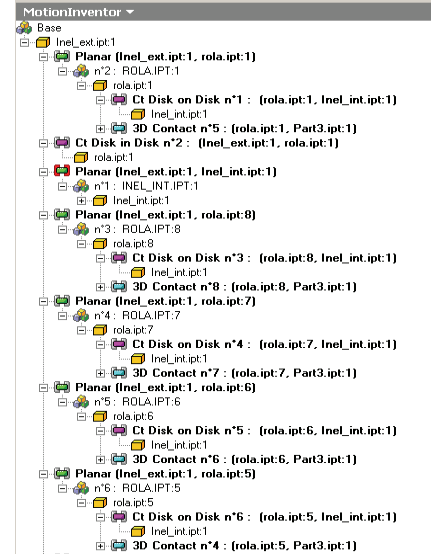 MotionInventor
Base
Inel_ext.ipt:1
Planar (Inel_ext.ipt:1, rola.ipt:1)
n°2 : ROLA.IPT:1
rola.ipt:1
Ct Disk on Disk n°1 : (rola.ipt:1, Inel_int.ipt:1)
Inel_int.ipt:1
3D Contact n°5 : (rola.ipt:1, Part3.ipt:1)
Ct Disk in Disk n°2 : (Inel_ext.ipt:1, rola.ipt:1)
rola.ipt:1
Planar (Inel_ext.ipt:1, Inel_int.ipt:1)
n°1 : INEL_INT.IPT:1
Inel_int.ipt:1
Planar (Inel_ext.ipt:1, rola.ipt:8)
n°3 : ROLA.IPT:8
rola.ipt:8
Ct Disk on Disk n°3 : (rola.ipt:8, Inel_int.ipt:1)
Inel_int.ipt:1
3D Contact n°8 : (rola.ipt:8, Part3.ipt:1)
Planar (Inel_ext.ipt:1, rola.ipt:7)
n°4 : ROLA.IPT:7
rola.ipt:7
Ct Disk on Disk n°4 : (rola.ipt:7, Inel_int.ipt:1)
Inel_int.ipt:1
3D Contact n°7 : (rola.ipt:7, Part3.ipt:1)
Planar (Inel_ext.ipt:1, rola.ipt:6)
n°5 : ROLA.IPT:6
rola.ipt:6
Ct Disk on Disk n°5 : (rola.ipt:6, Inel_int.ipt:1)
Inel_int.ipt:1
3D Contact n°6 : (rola.ipt:6, Part3.ipt:1)
Planar (Inel_ext.ipt:1, rola.ipt:5)
n°6 : ROLA.IPT:5
rola.ipt:5
Ct Disk on Disk n°6 : (rola.ipt:5, Inel_int.ipt:1)
Inel_int.ipt:1
3D Contact n°4 : (rola.ipt:5, Part3.ipt:1)